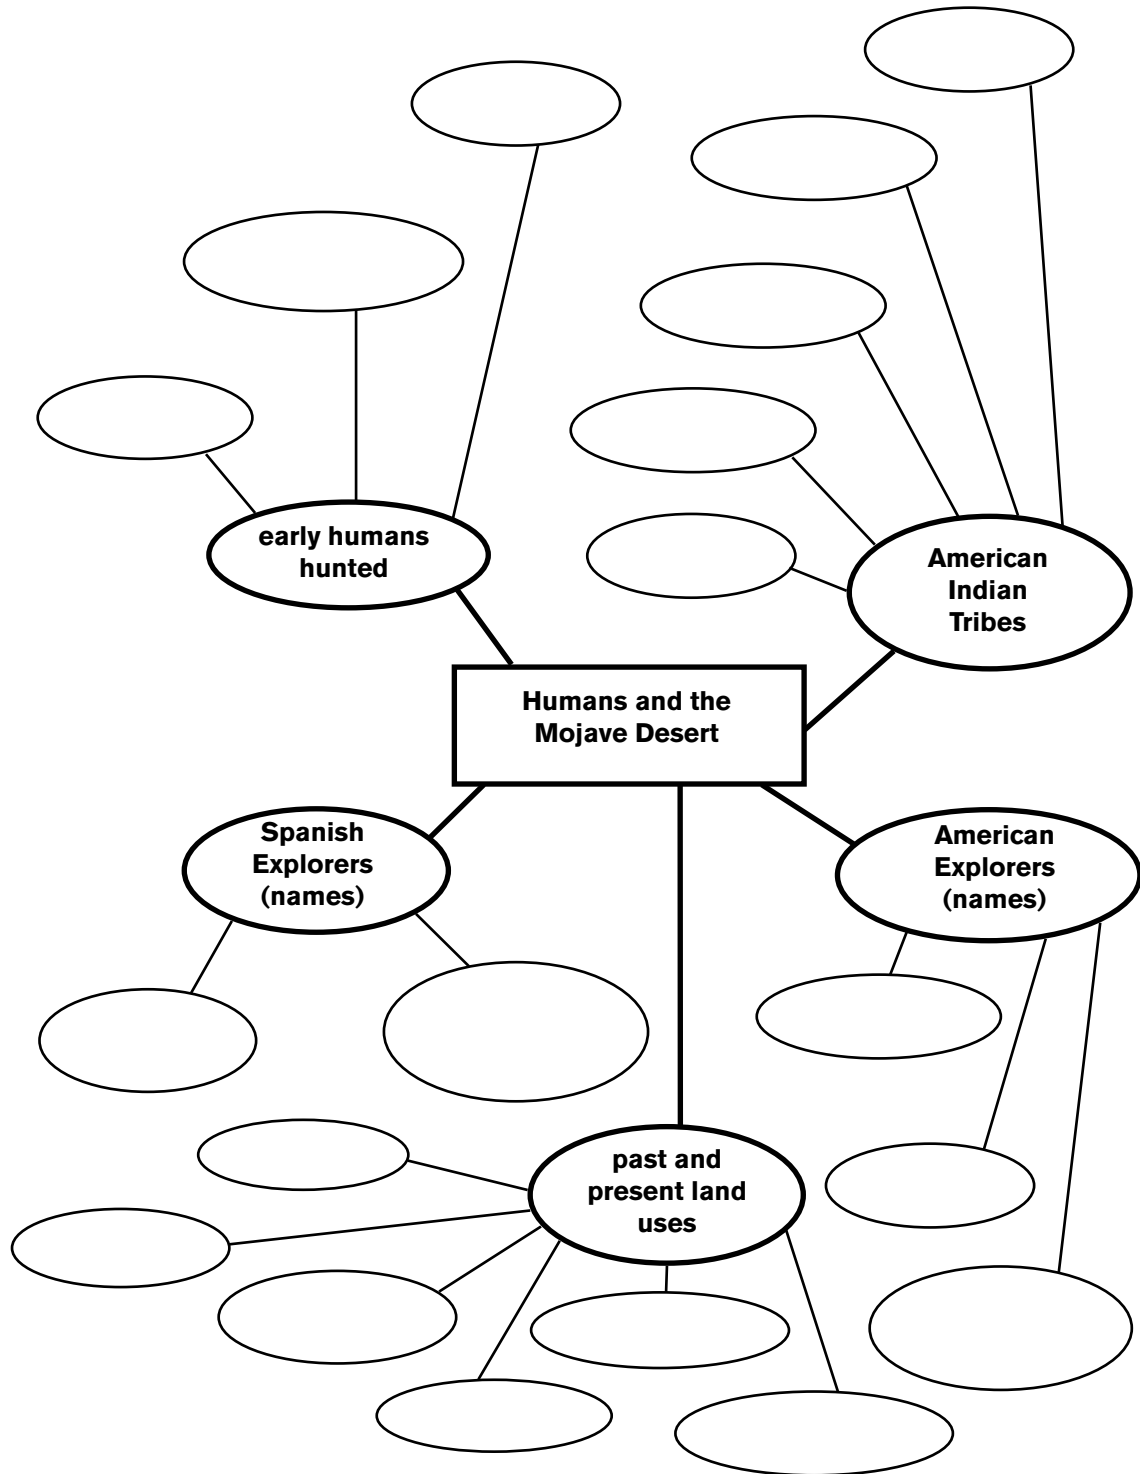 early humans
hunted
American
Indian
Tribes
Humans and the
Mojave Desert
Spanish
Explorers
(names)
American
Explorers
(names)
past and
present land
uses